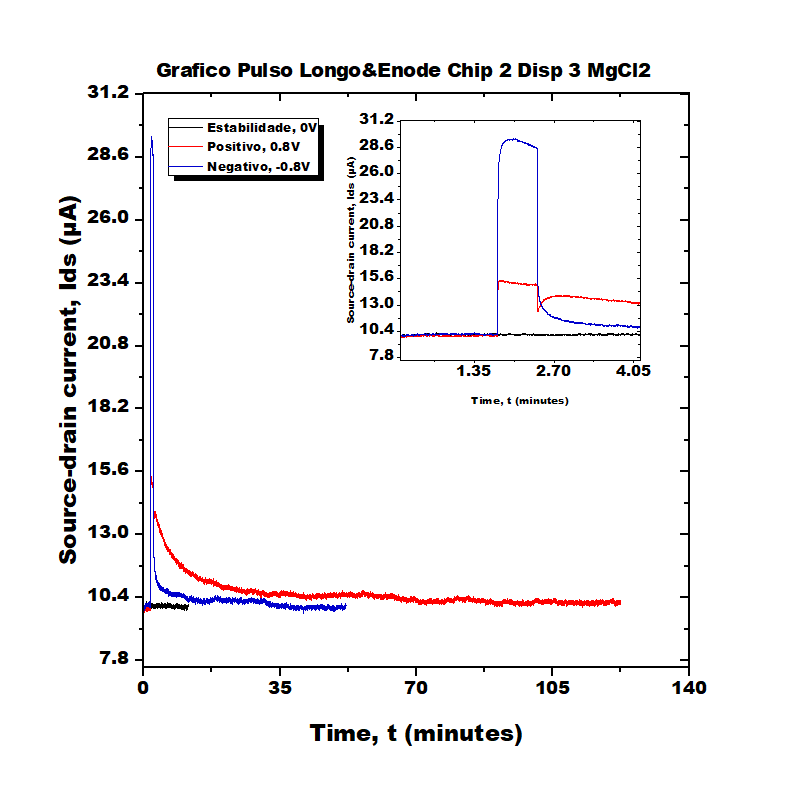 Grafico Pulso Longo&Enode Chip 2 Disp 3 MgCl2
Source-drain current, Ids (µA)
31.2
28.6
26.0
23.4
20.8
18.2
15.6
13.0
10.4
7.8
Estabilidade, 0V
Positivo, 0.8V
Negativo, -0.8V
Source-drain current, Ids (µA)
31.2
28.6
26.0
23.4
20.8
18.2
15.6
13.0
10.4
7.8
1.35 2.70 4.05
Time, t (minutes)
0 35 70 105 140
Time, t (minutes)